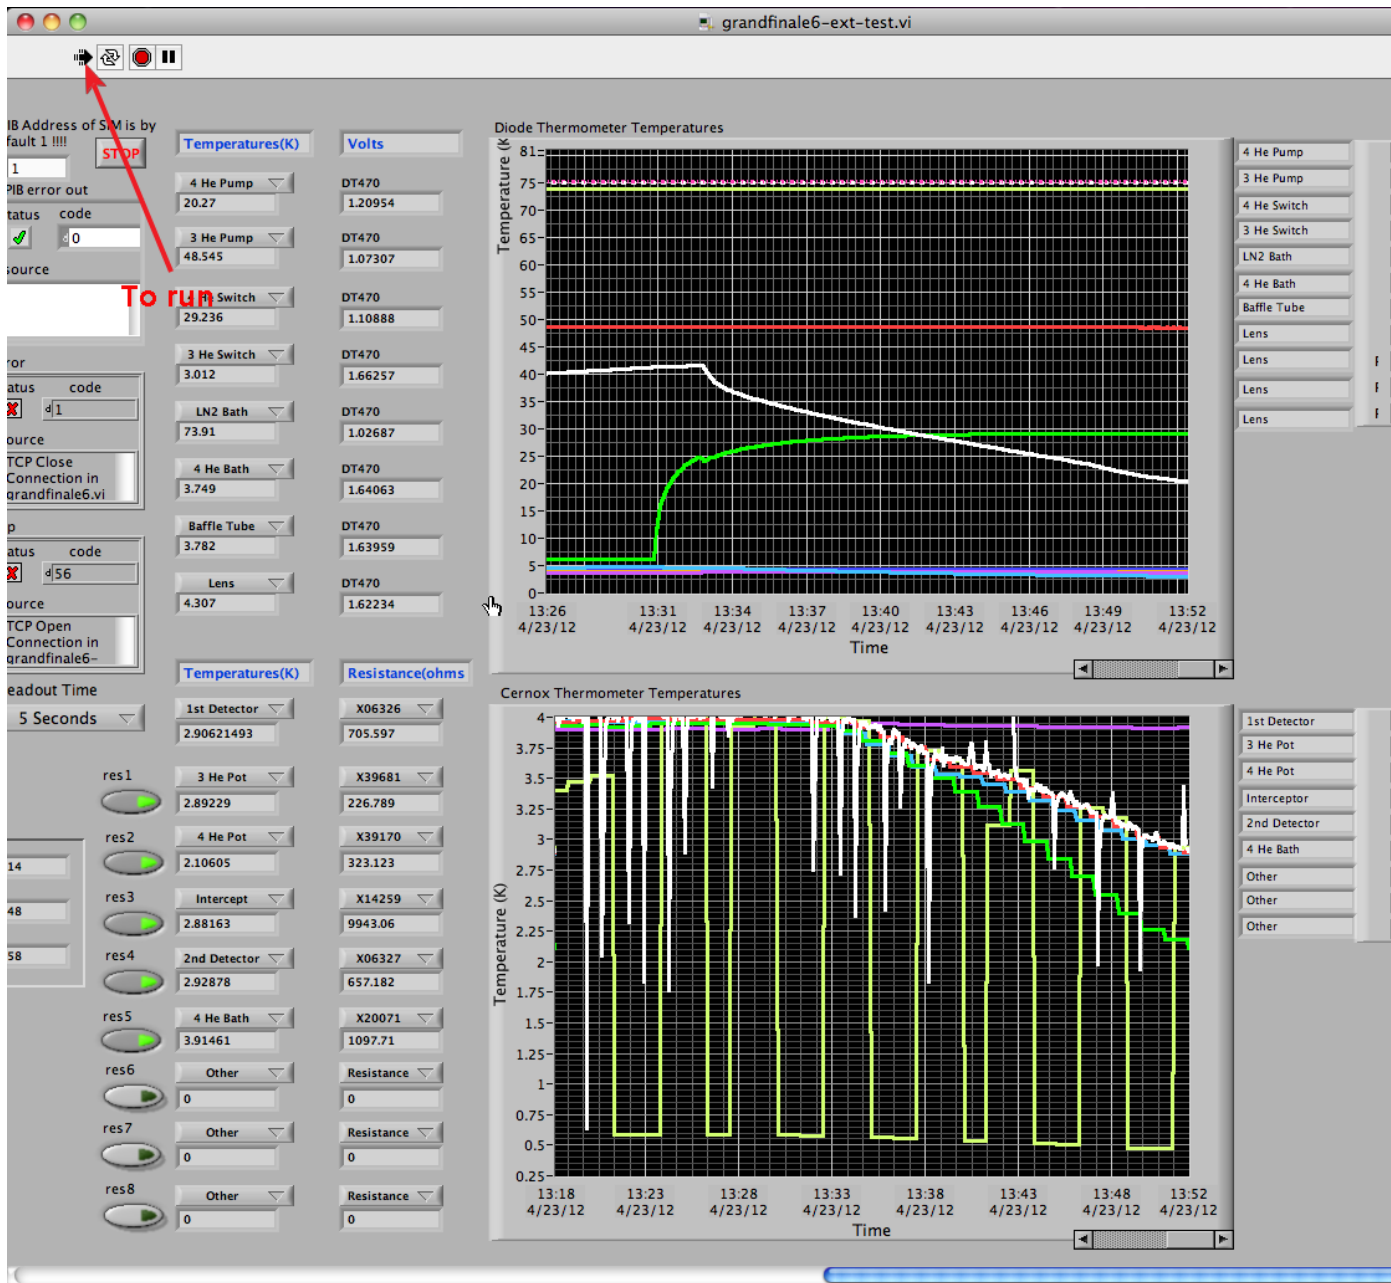 grandfinale6-ext-test.vi
IB Address of SIM is by
fault 1 !!!!
STOP
1
PIB error out
tatus code
0
source
To run
ror
atus code
d 1
ource
TCP Close
Connection in
grandfinale6.vi
p
atus code
d 56
ource
TCP Open
Connection in
grandfinale6-
eadout Time
5 Seconds
14
48
58
Temperatures(K) Volts
4 He Pump DT470
20.27 1.20954
3 He Pump DT470
48.545 1.07307
He Switch DT470
29.236 1.10888
3 He Switch DT470
3.012 1.66257
LN2 Bath DT470
73.91 1.02687
4 He Bath DT470
3.749 1.64063
Baffle Tube DT470
3.782 1.63959
Lens DT470
4.307 1.62234
Temperatures(K) Resistance(ohms
1st Detector X06326
2.90621493 705.597
res1 3 He Pot X39681
2.89229 226.789
res2 4 He Pot X39170
2.10605 323.123
res3 Intercept X14259
2.88163 9943.06
res4 2nd Detector X06327
2.92878 657.182
res5 4 He Bath X20071
3.91461 1097.71
res6 Other Resistance
0 0
res7 Other Resistance
0 0
res8 Other Resistance
0 0
Diode Thermometer Temperatures
Temperature (K
81
75
70
65
60
55
50
45
40
35
30
25
20
15
10
5
0
13:26 13:31 13:34 13:37 13:40 13:43 13:46 13:49 13:52
4/23/12 4/23/12 4/23/12 4/23/12 4/23/12 4/23/12 4/23/12 4/23/12 4/23/12
Time
4 He Pump
3 He Pump
4 He Switch
3 He Switch
LN2 Bath
4 He Bath
Baffle Tube
Lens
Lens
Lens
Lens
Cernox Thermometer Temperatures
Temperature (K)
4
3.75
3.5
3.25
3
2.75
2.5
2.25
2
1.75
1.5
1.25
1
0.75
0.5
0.25
13:18 13:23 13:28 13:33 13:38 13:43 13:48 13:52
4/23/12 4/23/12 4/23/12 4/23/12 4/23/12 4/23/12 4/23/12 4/23/12
Time
1st Detector
3 He Pot
4 He Pot
Interceptor
2nd Detector
4 He Bath
Other
Other
Other